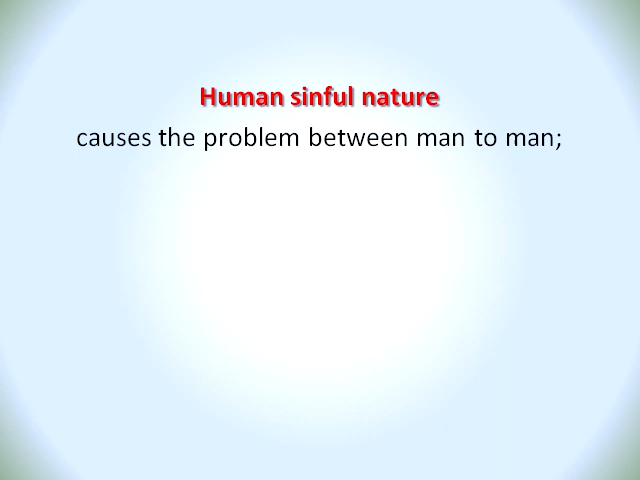 Human sinful nature
causes the problem between man to man;